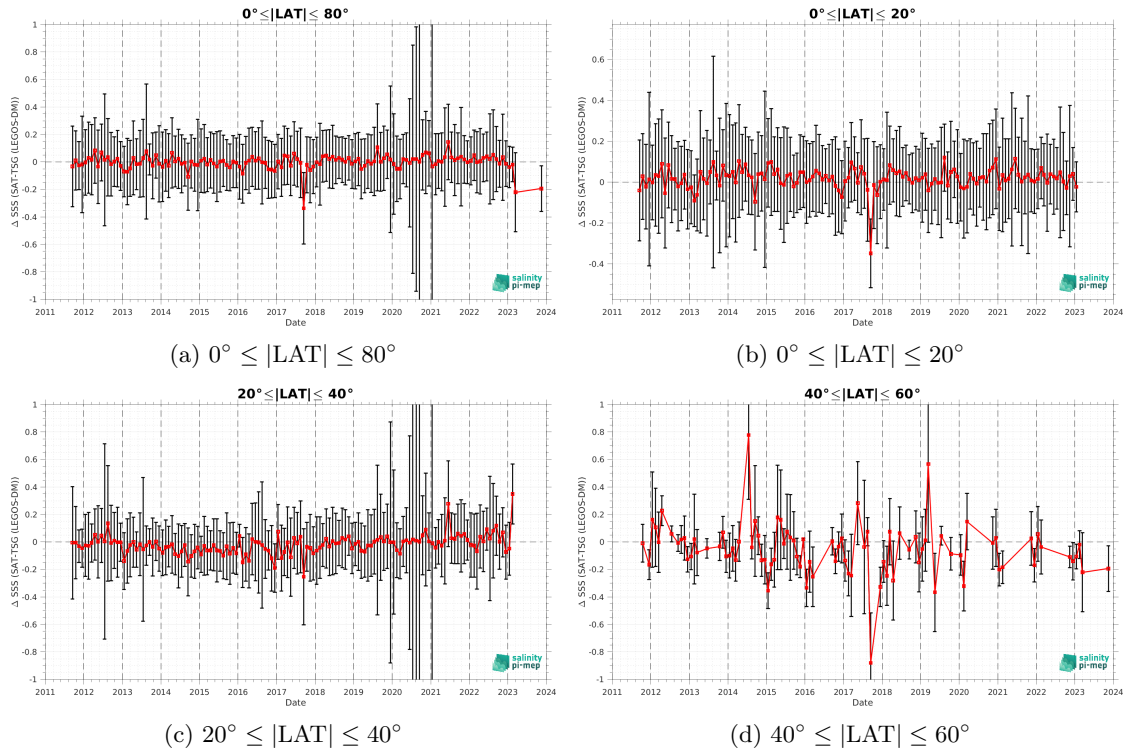 0°≤|LAT|≤ 80°
Δ SSS (SAT-TSG (LEGOS-DM))
1
0.8
0.6
0.4
0.2
0
-0.2
-0.4
-0.6
-0.8
-1
2011 2012 2013 2014 2015 2016 2017 2018 2019 2020 2021 2022 2023 2024
Date
salinity
pi-mep
(a) 0° ≤ |LAT| ≤ 80°
0°≤|LAT|≤ 20°
Δ SSS (SAT-TSG (LEGOS-DM))
0.6
0.4
0.2
0
-0.2
-0.4
2011 2012 2013 2014 2015 2016 2017 2018 2019 2020 2021 2022 2023 2024
Date
salinity
pi-mep
(b) 0° ≤ |LAT| ≤ 20°
20°≤|LAT|≤ 40°
Δ SSS (SAT-TSG (LEGOS-DM))
1
0.8
0.6
0.4
0.2
0
-0.2
-0.4
-0.6
-0.8
-1
2011 2012 2013 2014 2015 2016 2017 2018 2019 2020 2021 2022 2023 2024
Date
salinity
pi-mep
(c) 20° ≤ |LAT| ≤ 40°
40°≤|LAT|≤ 60°
Δ SSS (SAT-TSG (LEGOS-DM))
1
0.8
0.6
0.4
0.2
0
-0.2
-0.4
-0.6
-0.8
-1
2011 2012 2013 2014 2015 2016 2017 2018 2019 2020 2021 2022 2023 2024
Date
salinity
pi-mep
(d) 40° ≤ |LAT| ≤ 60°